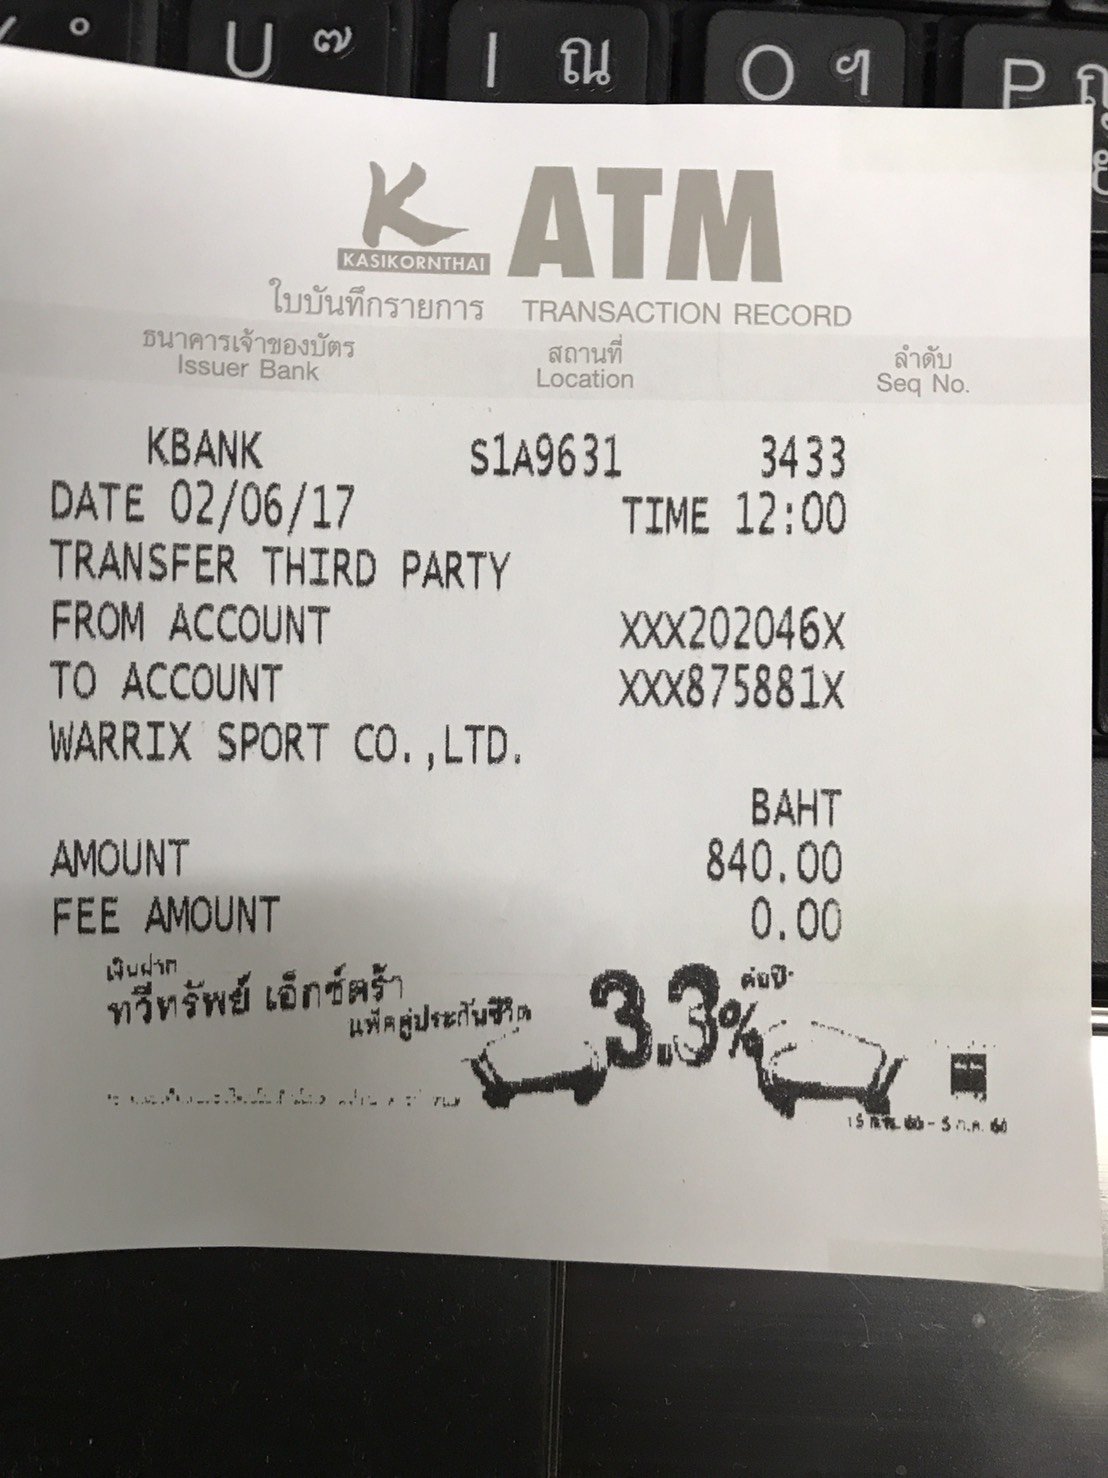 U ๗ I ณ O ฯ P ญ
K ATM
KASIKORNTHAI
ใบบันทึกรายการ TRANSACTION RECORD
ธนาคารเจ้าของบัตร สถานที่ ลำดับ
Issuer Bank Location Seq No.
KBANK S1A9631 3433
DATE 02/06/17 TIME 12:00
TRANSFER THIRD PARTY
FROM ACCOUNT XXX202046X
TO ACCOUNT XXX875881X
WARRIX SPORT CO.,LTD.
BAHT
AMOUNT 840.00
FEE AMOUNT 0.00
เงินฝาก
ทวีทรัพย์ เอ็กซ์ตร้า 3.3% ต่อปี*
แพ็คคู่ประกันชีวิต
60 - 5 ก.ค. 60